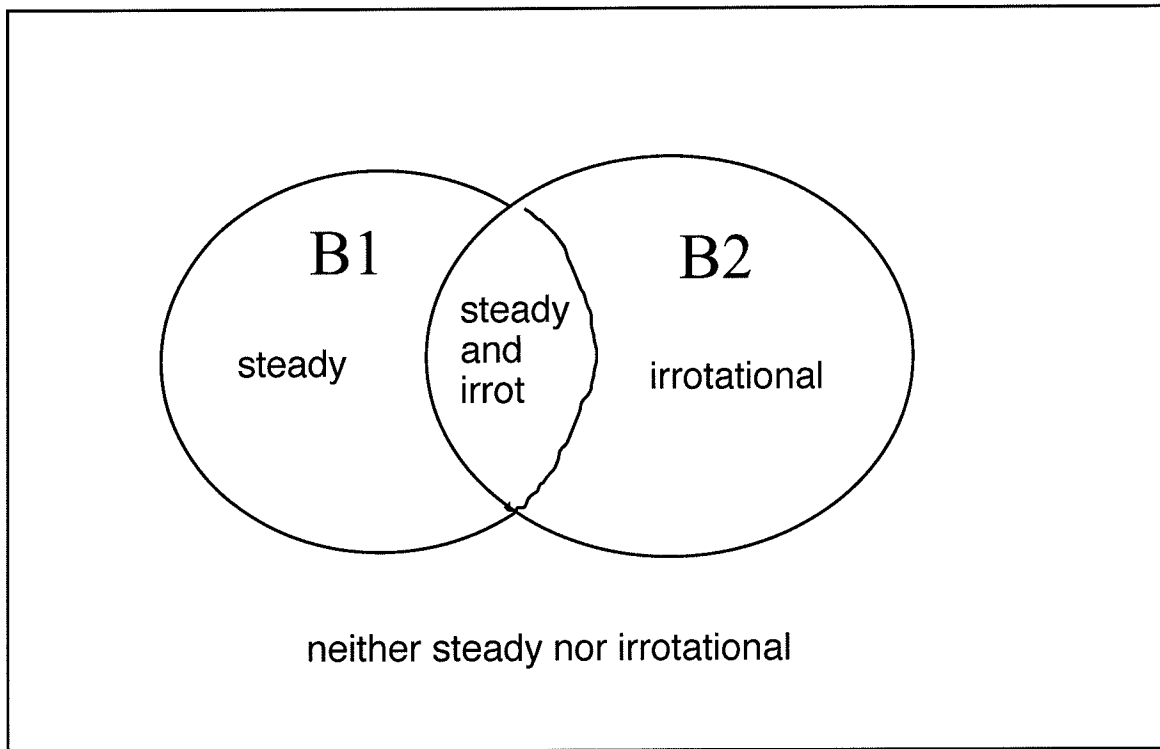 B1
B2
steady
and
irrot
steady
irrotational
neither steady nor irrotational